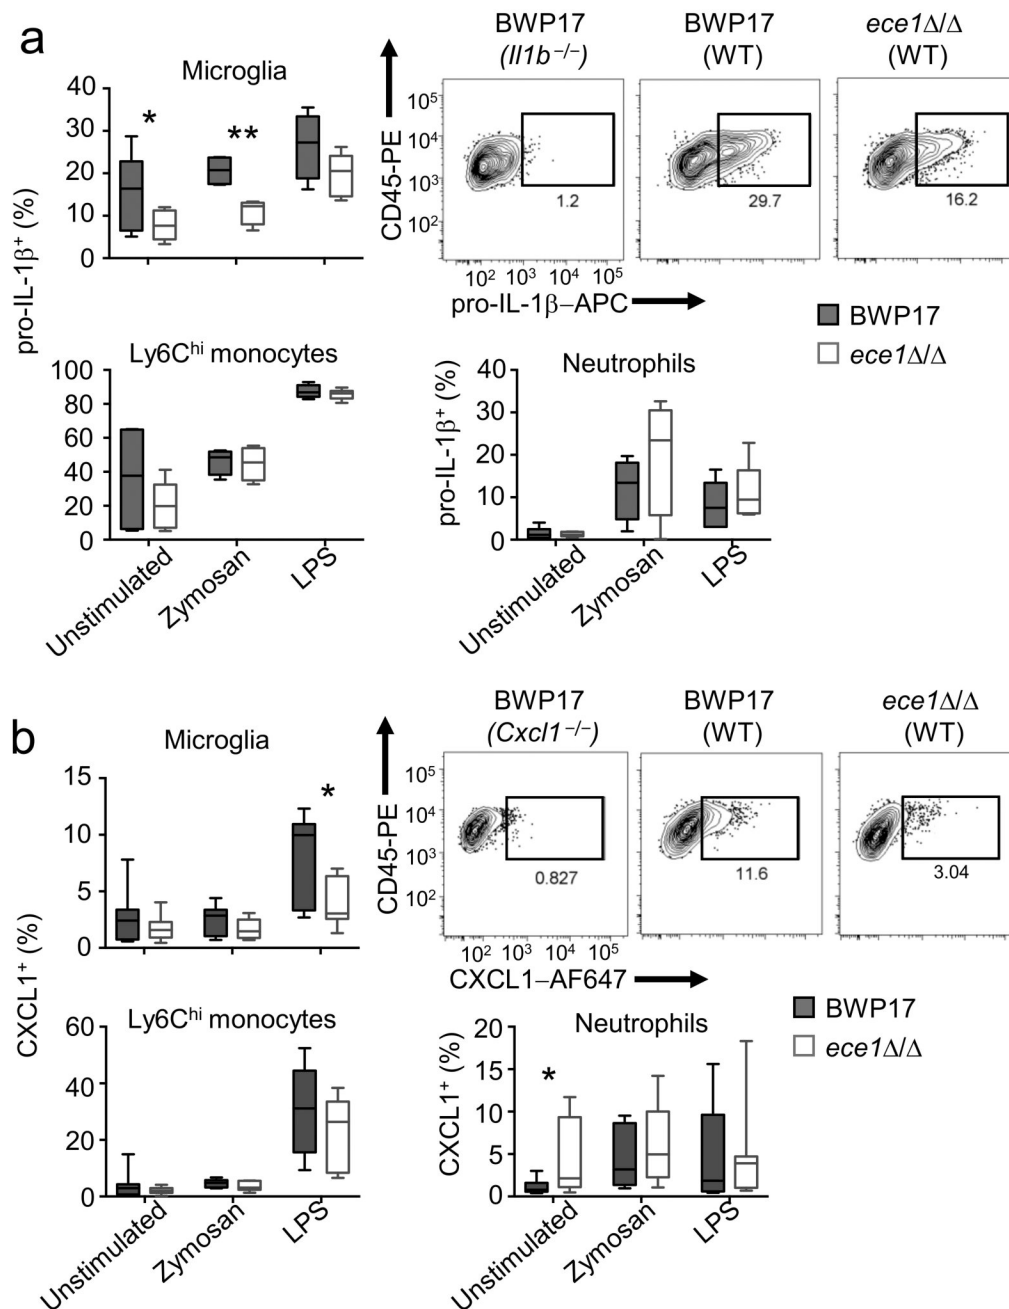 a
Microglia
pro-IL-1β⁺ (%)
40
30
20
10
0
*
**
BWP17
(Il1b⁻/⁻)
BWP17
(WT)
ece1Δ/Δ
(WT)
CD45-PE
10⁵
10⁴
10³
10²
1.2
29.7
16.2
10² 10³ 10⁴ 10⁵
pro-IL-1β–APC
BWP17
ece1Δ/Δ
Ly6Cʰⁱ monocytes
100
80
60
40
20
0
Unstimulated
Zymosan
LPS
Neutrophils
pro-IL-1β⁺ (%)
40
30
20
10
0
Unstimulated
Zymosan
LPS
b
Microglia
CXCL1⁺ (%)
15
10
5
0
*
BWP17
(Cxcl1⁻/⁻)
BWP17
(WT)
ece1Δ/Δ
(WT)
CD45-PE
10⁵
10⁴
10³
10²
0.827
11.6
3.04
10² 10³ 10⁴ 10⁵
CXCL1–AF647
BWP17
ece1Δ/Δ
Ly6Cʰⁱ monocytes
60
40
20
0
Unstimulated
Zymosan
LPS
Neutrophils
CXCL1⁺ (%)
20
15
10
5
0
*
Unstimulated
Zymosan
LPS